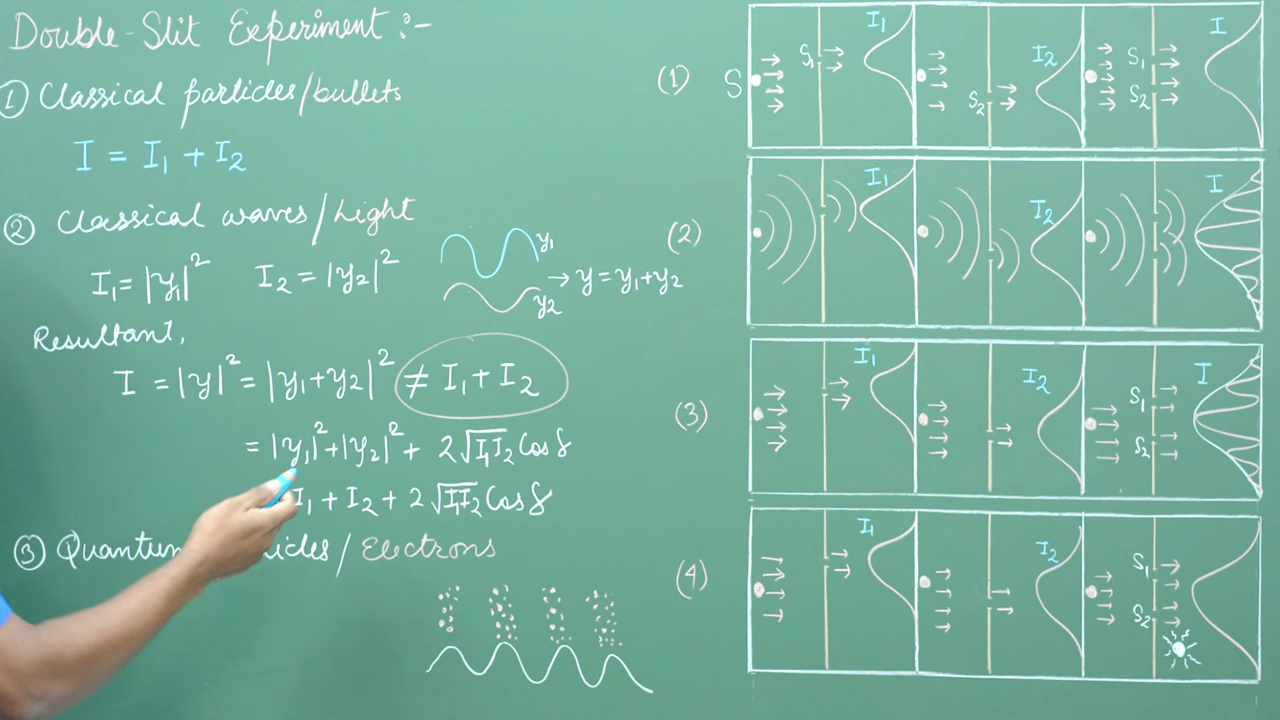 Double-Slit Experiment :-
① Classical particles/bullets
I = I₁ + I₂
② Classical waves/Light
I₁ = |y₁|² I₂ = |y₂|²
y₁
y₂
→ y = y₁+y₂
Resultant,
I = |y|² = |y₁+y₂|² ≠ I₁ + I₂
= |y₁|² + |y₂|² + 2√I₁I₂ Cos δ
I₁ + I₂ + 2√I₁I₂ Cos δ
③ / Electrons
(1) S S₁ I₁ S₂ I₂ S₁ S₂ I
(2) I₁ I₂ I
(3) I₁ I₂ S₁ S₂ I
(4) I₁ I₂ S₁ S₂